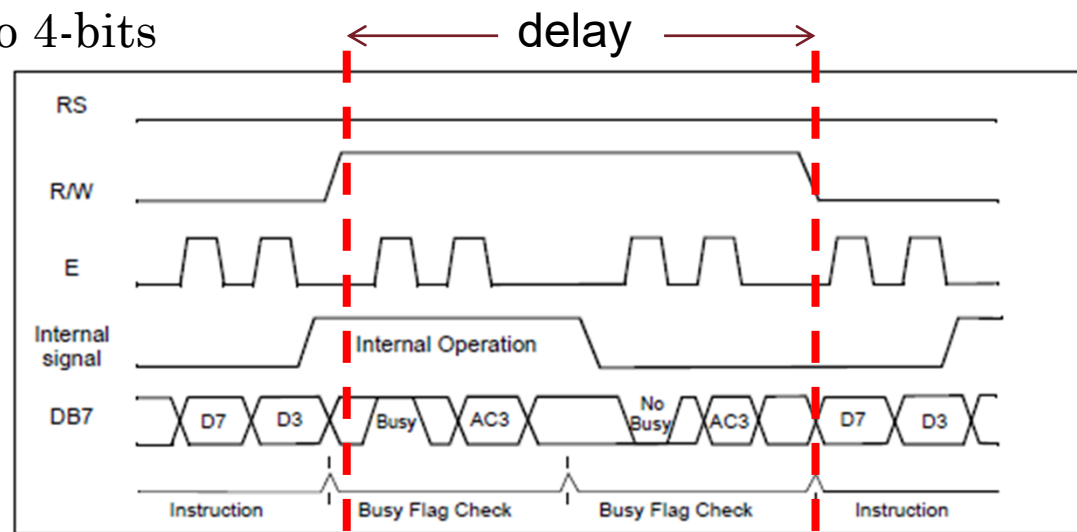 o 4-bits
delay
RS
R/W
E
Internal
signal
Internal Operation
DB7
D7
D3
Busy
AC3
No
Busy
AC3
D7
D3
Instruction
Busy Flag Check
Busy Flag Check
Instruction